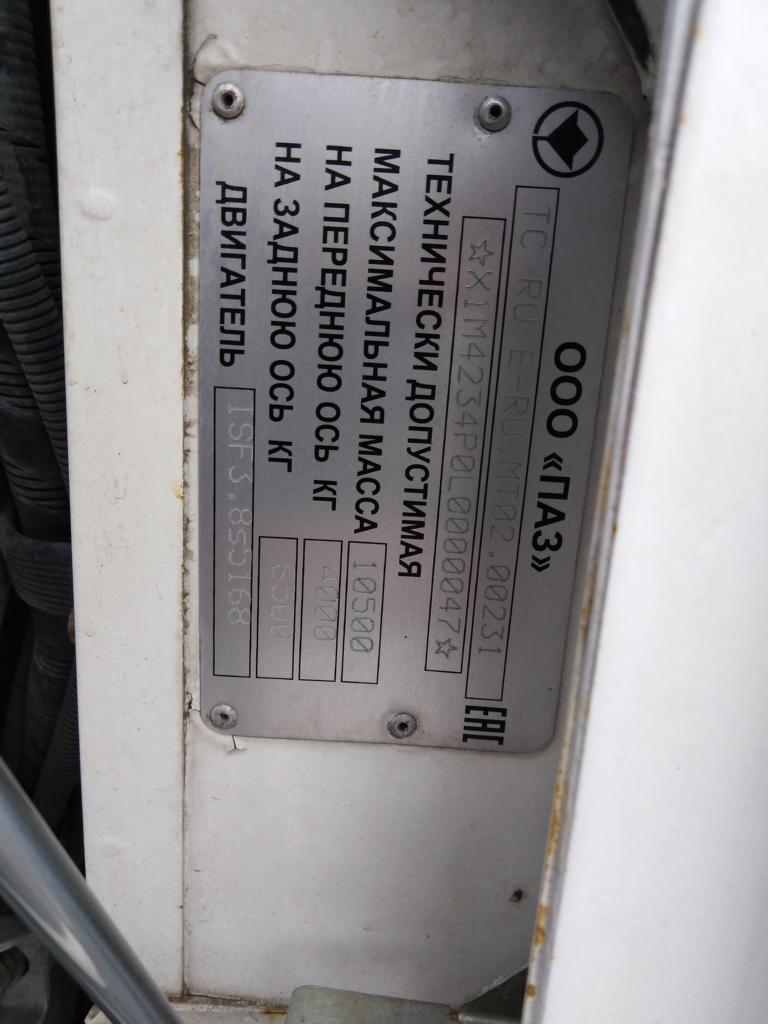 ООО «ПАЗ»
ТС RU Е-RU.МТ02.00231
☆X1M4234P0L0000047☆
ТЕХНИЧЕСКИ ДОПУСТИМАЯ
МАКСИМАЛЬНАЯ МАССА 10500
НА ПЕРЕДНЮЮ ОСЬ КГ 4000
НА ЗАДНЮЮ ОСЬ КГ 6500
ДВИГАТЕЛЬ ISF3.8s5168
EAC